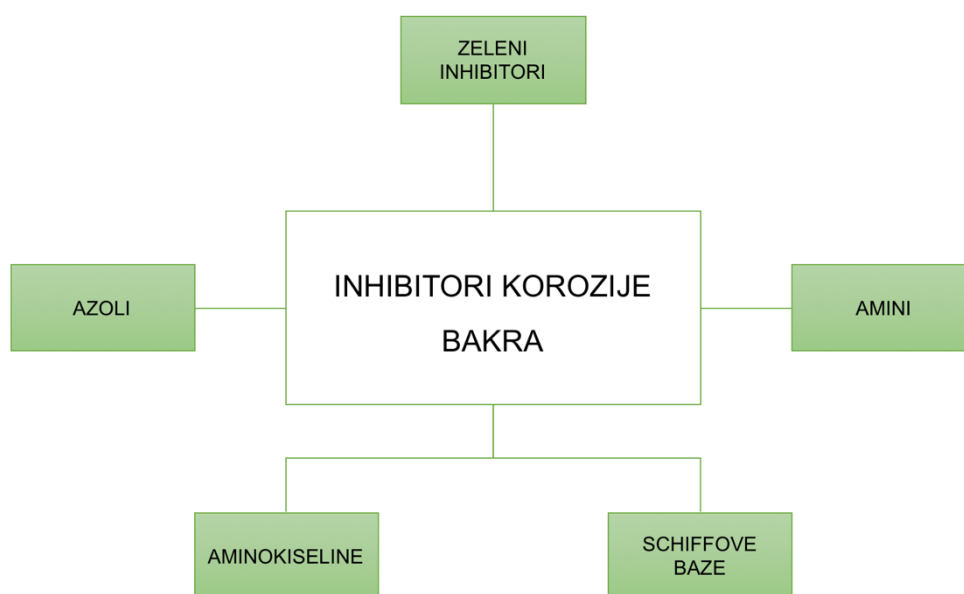 ZELENI
INHIBITORI
INHIBITORI KOROZIJE
BAKRA
AZOLI
AMINI
AMINOKISELINE
SCHIFFOVE
BAZE